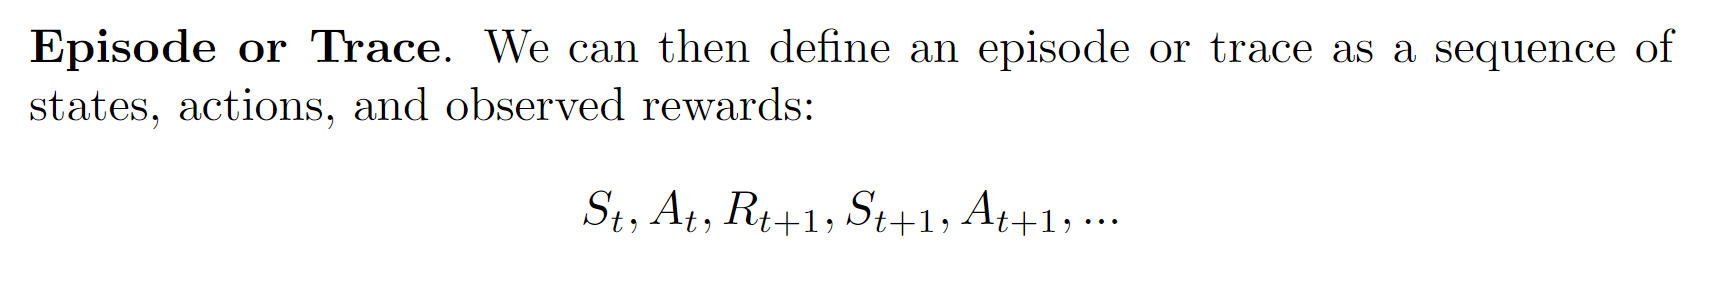 Episode or Trace. We can then define an episode or trace as a sequence of
states, actions, and observed rewards:
S_t, A_t, R_{t+1}, S_{t+1}, A_{t+1}, ...